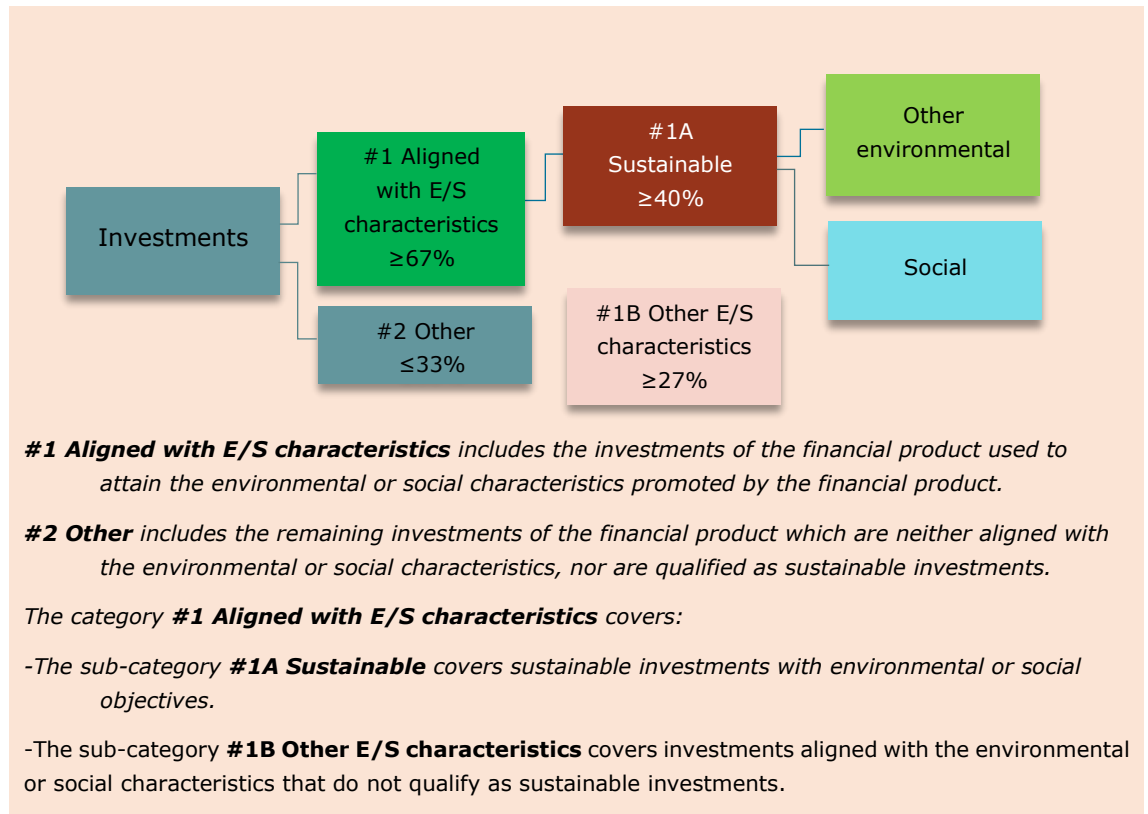 Investments
#1 Aligned
with E/S
characteristics
≥67%
#2 Other
≤33%
#1A
Sustainable
≥40%
#1B Other E/S
characteristics
≥27%
Other
environmental
Social
#1 Aligned with E/S characteristics includes the investments of the financial product used to
attain the environmental or social characteristics promoted by the financial product.
#2 Other includes the remaining investments of the financial product which are neither aligned with
the environmental or social characteristics, nor are qualified as sustainable investments.
The category #1 Aligned with E/S characteristics covers:
-The sub-category #1A Sustainable covers sustainable investments with environmental or social
objectives.
-The sub-category #1B Other E/S characteristics covers investments aligned with the environmental
or social characteristics that do not qualify as sustainable investments.